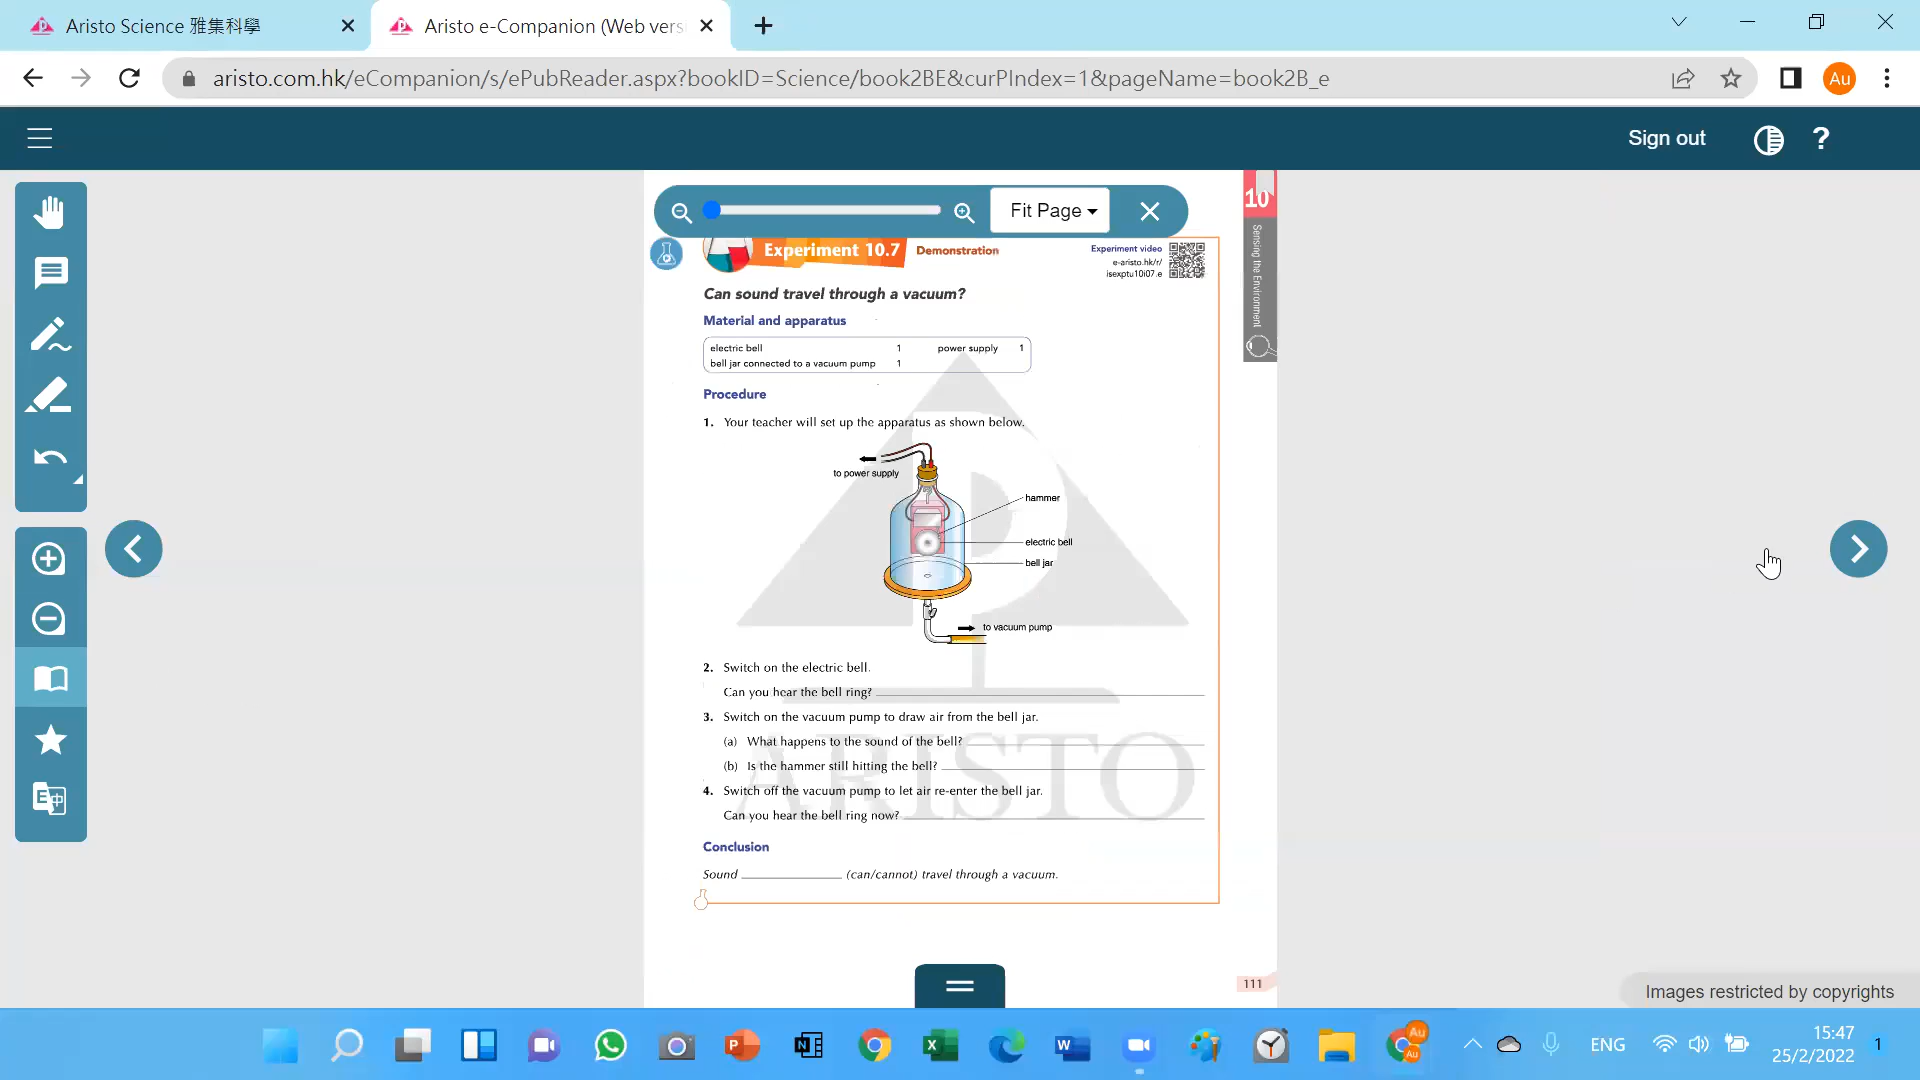 Aristo Science 雅集科學
Aristo e-Companion (Web vers
aristo.com.hk/eCompanion/s/ePubReader.aspx?bookID=Science/book2BE&curPIndex=1&pageName=book2B_e
Au
Sign out
?
Fit Page
10
Sensing the Environment
Experiment 10.7 Demonstration
Experiment video
e-aristo.hk/r/
isexptu10i07.e
Can sound travel through a vacuum?
Material and apparatus
electric bell 1 power supply 1
bell jar connected to a vacuum pump 1
Procedure
1. Your teacher will set up the apparatus as shown below.
to power supply
hammer
electric bell
bell jar
to vacuum pump
2. Switch on the electric bell.
Can you hear the bell ring?
3. Switch on the vacuum pump to draw air from the bell jar.
(a) What happens to the sound of the bell?
(b) Is the hammer still hitting the bell?
4. Switch off the vacuum pump to let air re-enter the bell jar.
Can you hear the bell ring now?
ARISTO
Conclusion
Sound (can/cannot) travel through a vacuum.
111
Images restricted by copyrights
Au
Au
ENG
15:47
25/2/2022
1